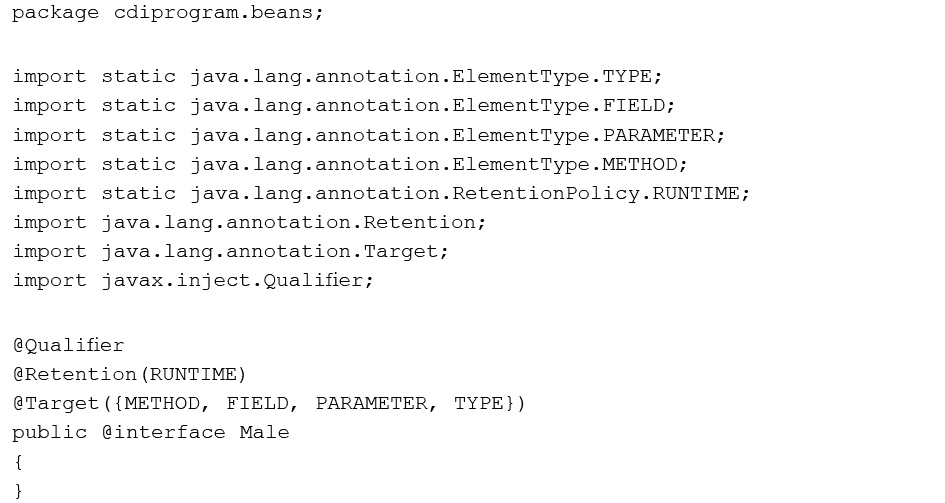 package cdiprogram.beans;
import static java.lang.annotation.ElementType.TYPE;
import static java.lang.annotation.ElementType.FIELD;
import static java.lang.annotation.ElementType.PARAMETER;
import static java.lang.annotation.ElementType.METHOD;
import static java.lang.annotation.RetentionPolicy.RUNTIME;
import java.lang.annotation.Retention;
import java.lang.annotation.Target;
import javax.inject.Qualifier;
@Qualifier
@Retention(RUNTIME)
@Target({METHOD, FIELD, PARAMETER, TYPE})
public @interface Male
{
}